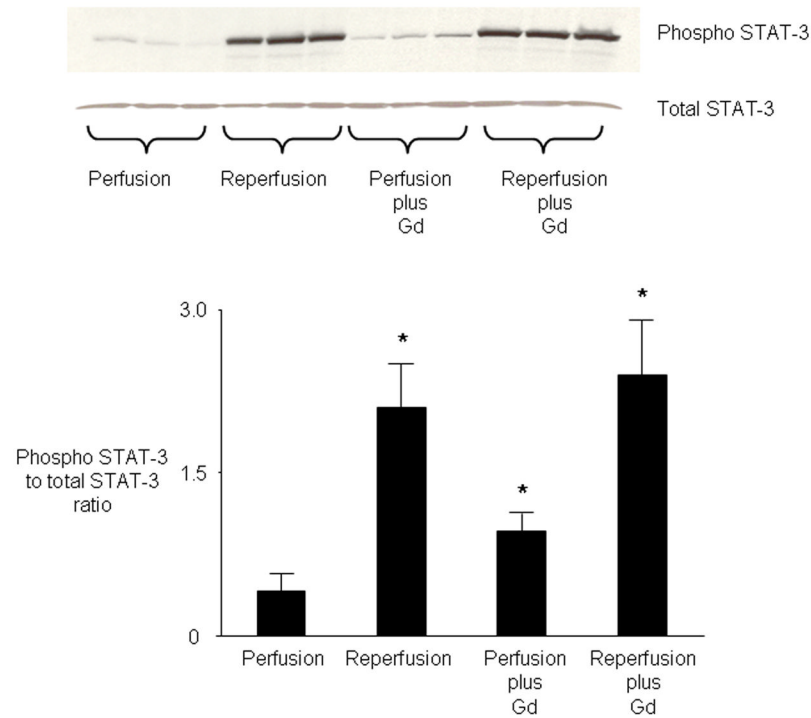 Phospho STAT-3
Total STAT-3
Perfusion
Reperfusion
Perfusion
plus
Gd
Reperfusion
plus
Gd
3.0
1.5
0
Phospho STAT-3
to total STAT-3
ratio
*
*
*
Perfusion
Reperfusion
Perfusion
plus
Gd
Reperfusion
plus
Gd